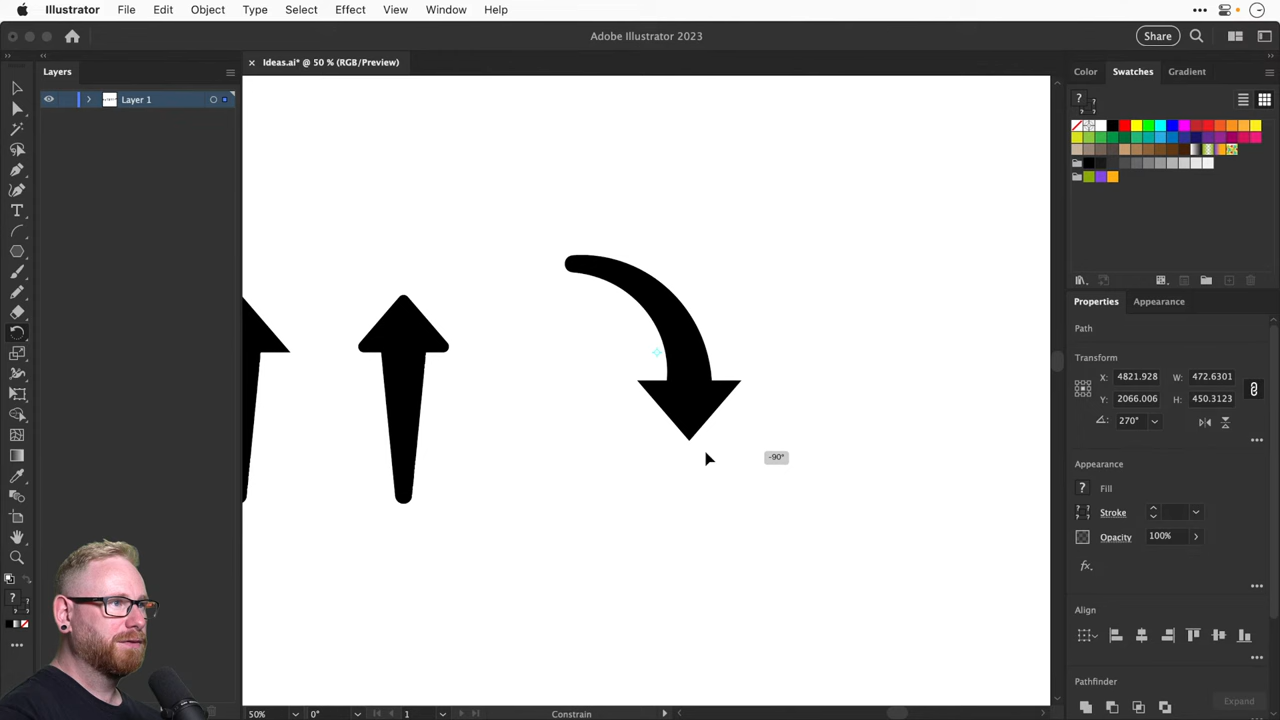 Illustrator File Edit Object Type Select Effect View Window Help
Adobe Illustrator 2023
Share
Layers
Ideas.ai* @ 50 % (RGB/Preview)
Color Swatches Gradient
Layer 1
Properties Appearance
Path
Transform
X: 4821.928 W: 472.6301
Y: 2066.006 H: 450.3123
270°
-90°
Appearance
Fill
Stroke
Opacity 100%
fx.
Align
Pathfinder
Expand
50% 0° 1 Constrain